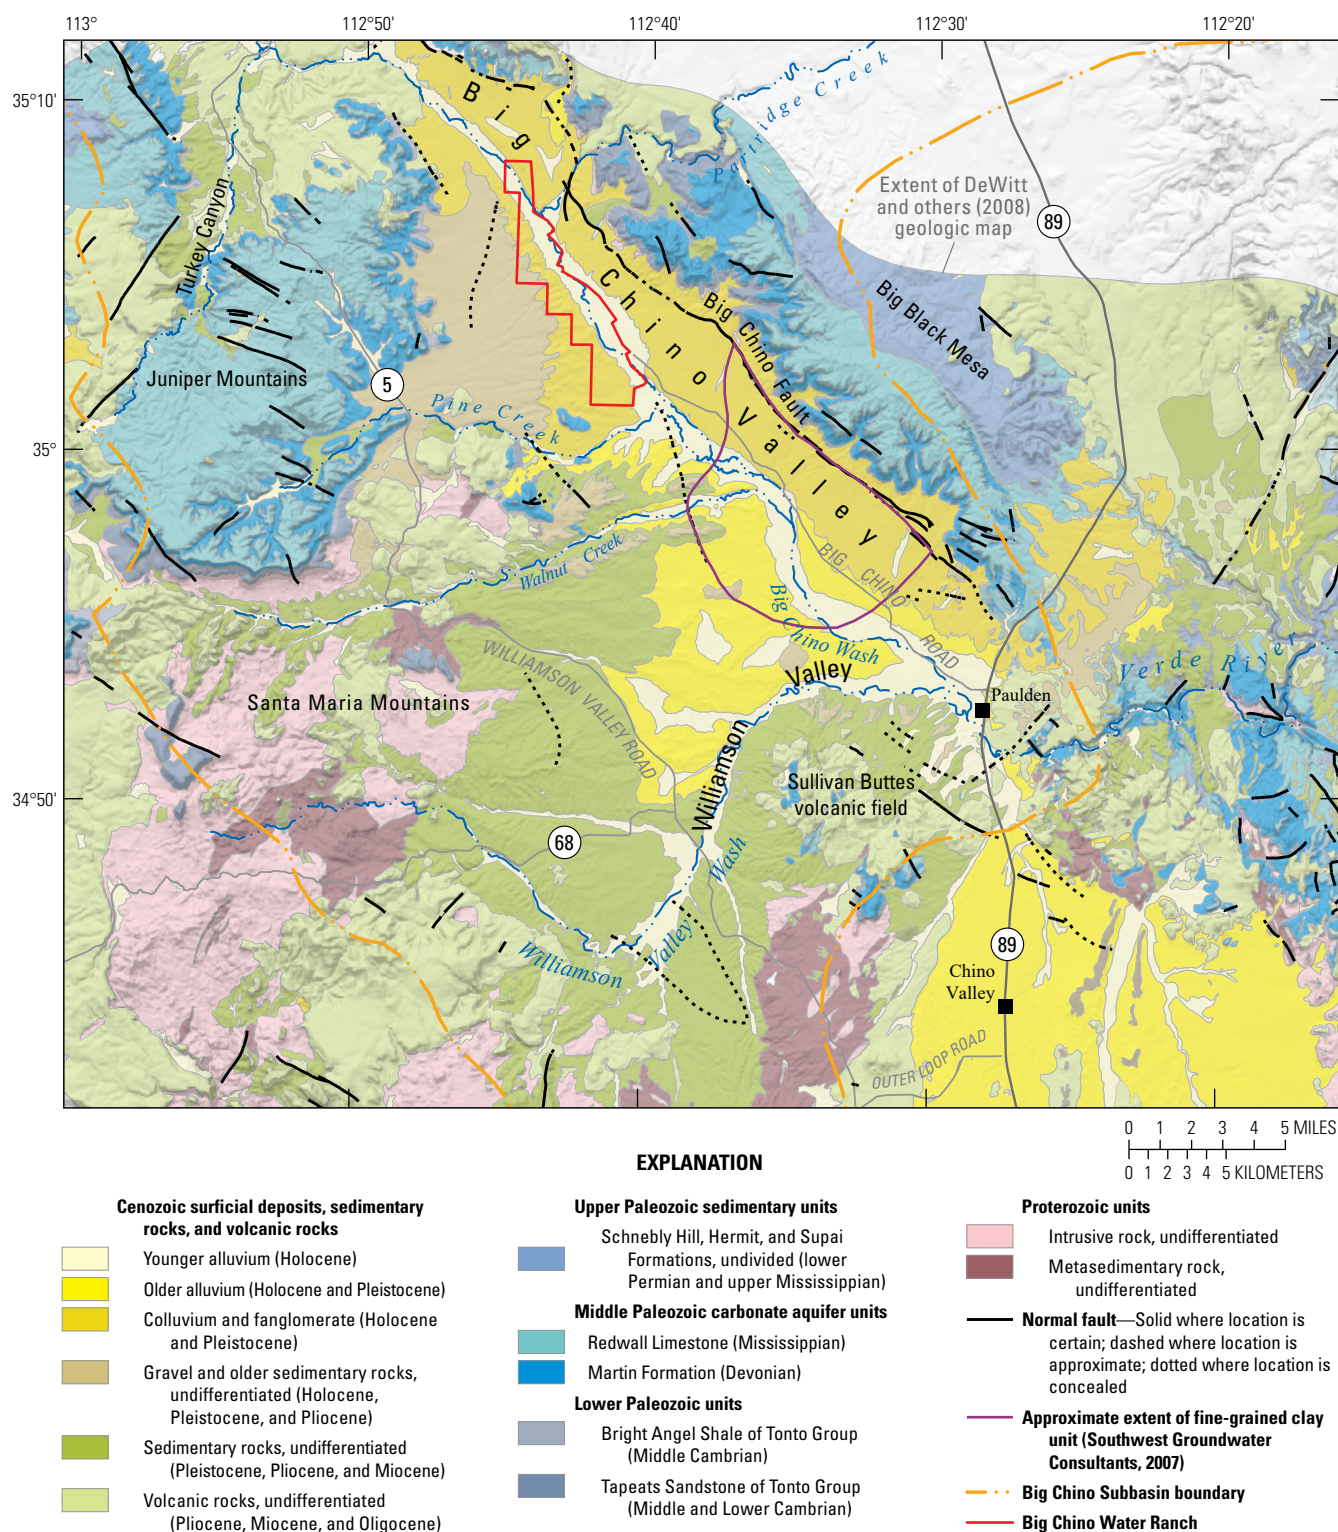 113°
112°50'
112°40'
112°30'
112°20'
35°10'
35°
34°50'
Big
Chino
Valley
Partridge Creek
Extent of DeWitt
and others (2008)
geologic map
89
Turkey Canyon
Big Chino Fault
Big Black Mesa
Juniper Mountains
5
Pine Creek
Walnut Creek
BIG CHINO ROAD
Big Chino Wash
Verde River
WILLIAMSON VALLEY ROAD
Santa Maria Mountains
Williamson Valley
Paulden
Sullivan Buttes
volcanic field
68
Williamson Valley Wash
89
Chino
Valley
OUTER LOOP ROAD
0 1 2 3 4 5 MILES
0 1 2 3 4 5 KILOMETERS
EXPLANATION
Cenozoic surficial deposits, sedimentary
rocks, and volcanic rocks
Younger alluvium (Holocene)
Older alluvium (Holocene and Pleistocene)
Colluvium and fanglomerate (Holocene
and Pleistocene)
Gravel and older sedimentary rocks,
undifferentiated (Holocene,
Pleistocene, and Pliocene)
Sedimentary rocks, undifferentiated
(Pleistocene, Pliocene, and Miocene)
Volcanic rocks, undifferentiated
(Pliocene, Miocene, and Oligocene)
Upper Paleozoic sedimentary units
Schnebly Hill, Hermit, and Supai
Formations, undivided (lower
Permian and upper Mississippian)
Middle Paleozoic carbonate aquifer units
Redwall Limestone (Mississippian)
Martin Formation (Devonian)
Lower Paleozoic units
Bright Angel Shale of Tonto Group
(Middle Cambrian)
Tapeats Sandstone of Tonto Group
(Middle and Lower Cambrian)
Proterozoic units
Intrusive rock, undifferentiated
Metasedimentary rock,
undifferentiated
Normal fault—Solid where location is
certain; dashed where location is
approximate; dotted where location is
concealed
Approximate extent of fine-grained clay
unit (Southwest Groundwater
Consultants, 2007)
Big Chino Subbasin boundary
Big Chino Water Ranch